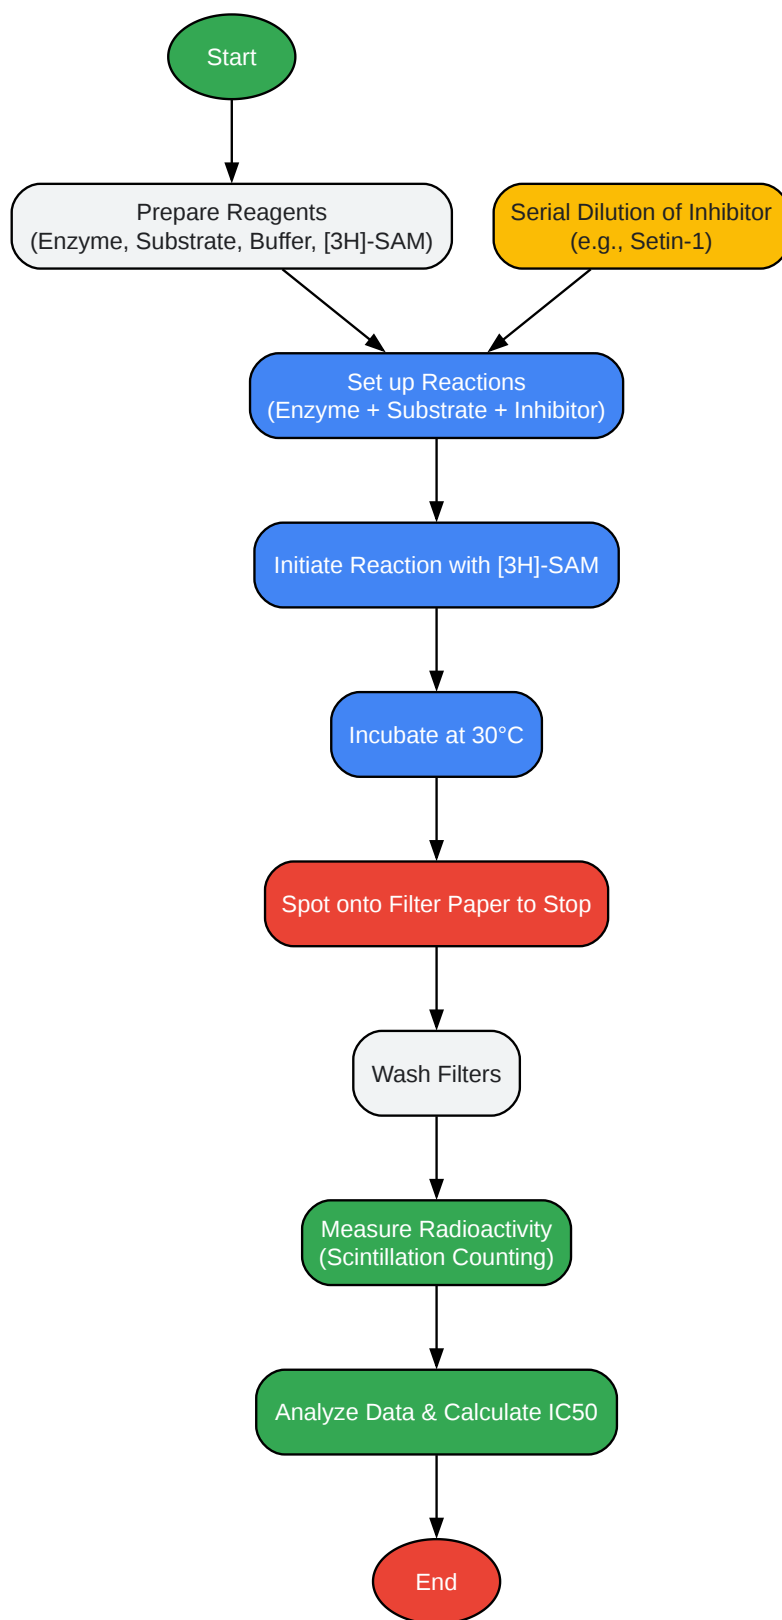 Start
Prepare Reagents
(Enzyme, Substrate, Buffer, [3H]-SAM)
Serial Dilution of Inhibitor
(e.g., Setin-1)
Set up Reactions
(Enzyme + Substrate + Inhibitor)
Initiate Reaction with [3H]-SAM
Incubate at 30°C
Spot onto Filter Paper to Stop
Wash Filters
Measure Radioactivity
(Scintillation Counting)
Analyze Data & Calculate IC50
End